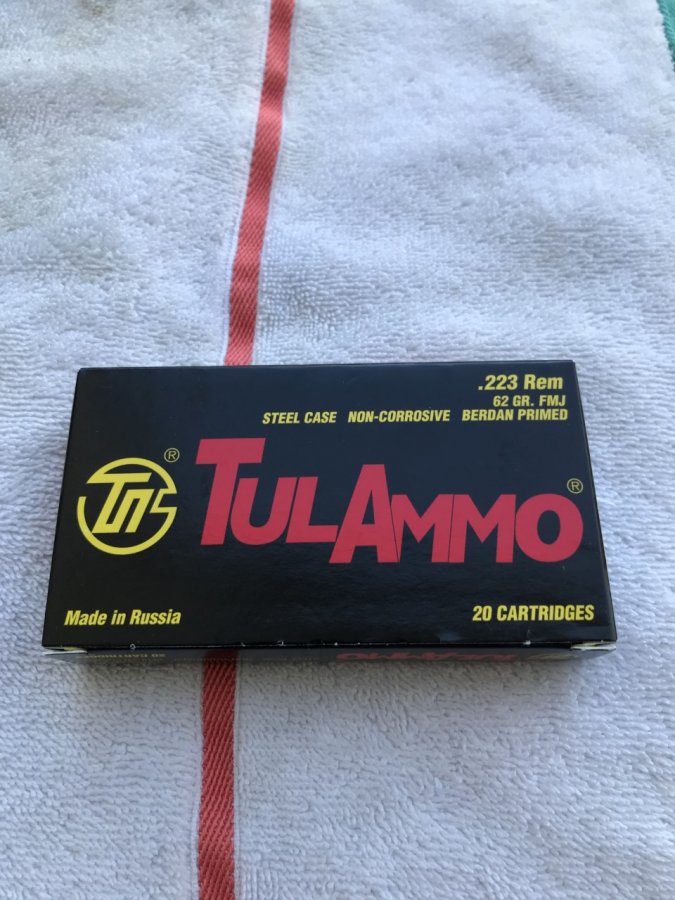 .223 Rem
62 GR. FMJ
STEEL CASE NON-CORROSIVE BERDAN PRIMED
®
TULAMMO®
Made in Russia
20 CARTRIDGES